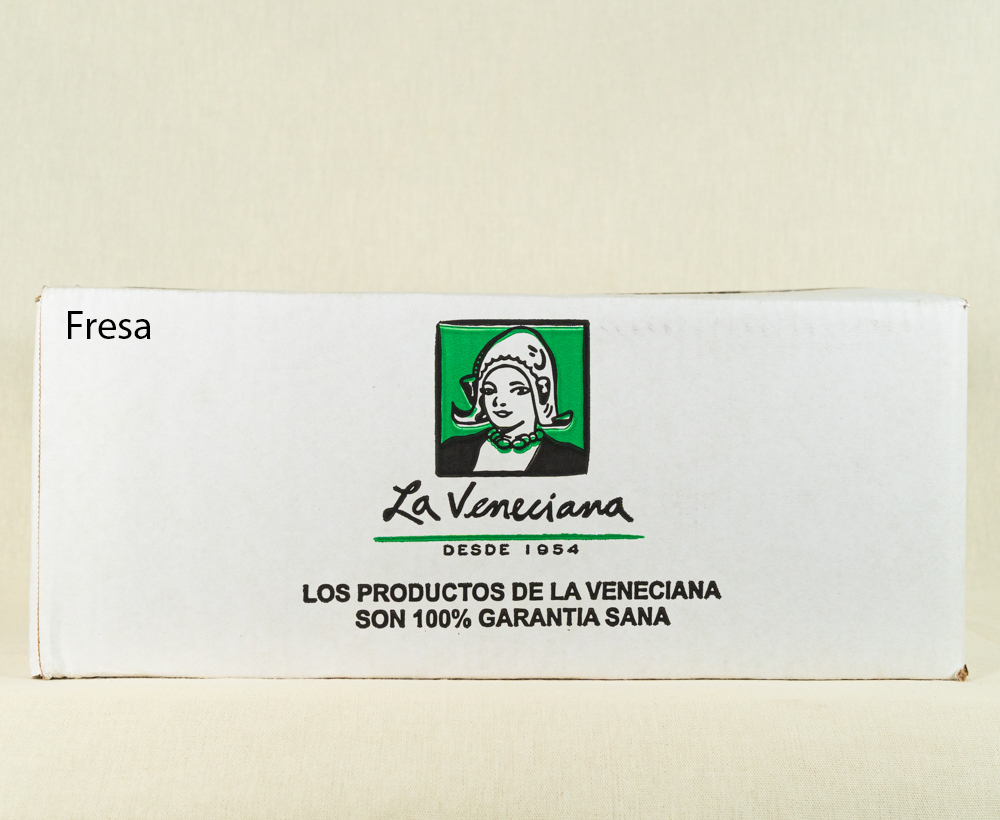 Fresa
La Veneciana
DESDE 1954
LOS PRODUCTOS DE LA VENECIANA
SON 100% GARANTIA SANA